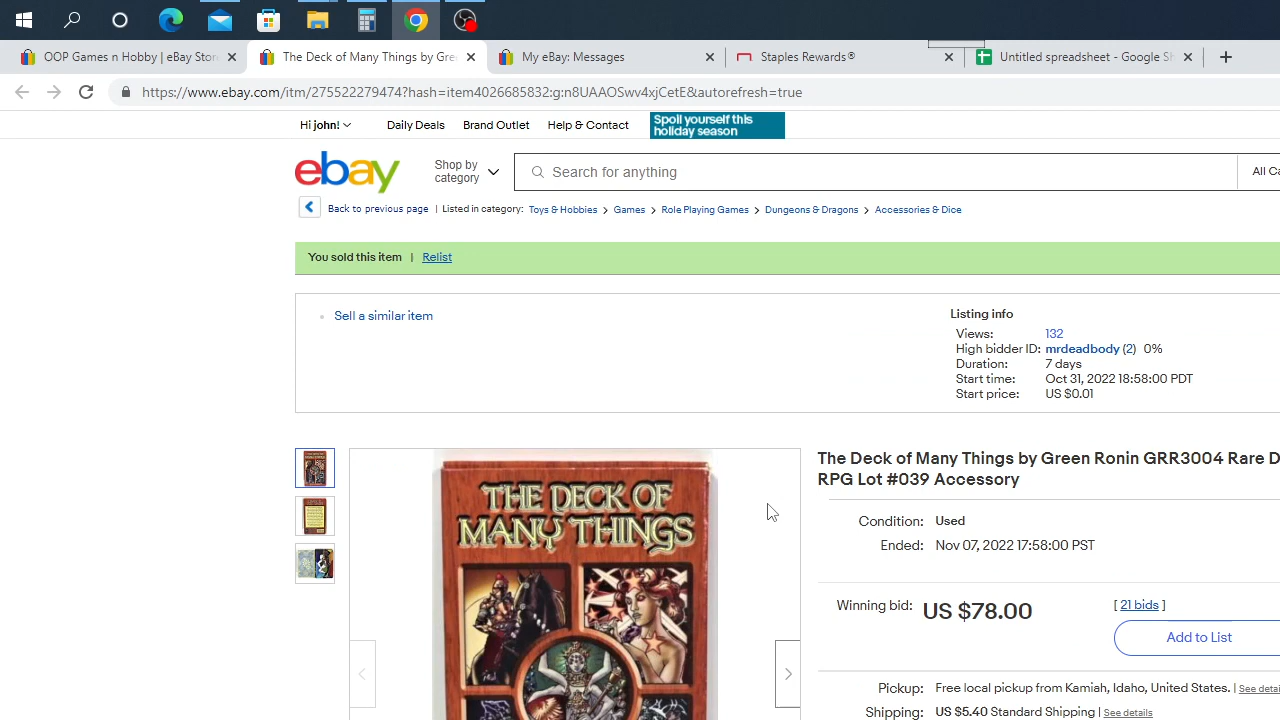 OOP Games n Hobby | eBay Stor
The Deck of Many Things by Gre
My eBay: Messages
Staples Rewards®
Untitled spreadsheet - Google Sh
https://www.ebay.com/itm/275522279474?hash=item4026685832:g:n8UAAOSwv4xjCetE&autorefresh=true
Hi john!
Daily Deals
Brand Outlet
Help & Contact
Spoil yourself this
holiday season
ebay
Shop by
category
Search for anything
All Ca
Back to previous page | Listed in category: Toys & Hobbies > Games > Role Playing Games > Dungeons & Dragons > Accessories & Dice
You sold this item | Relist
Sell a similar item
Listing info
Views: 132
High bidder ID: mrdeadbody (2) 0%
Duration: 7 days
Start time: Oct 31, 2022 18:58:00 PDT
Start price: US $0.01
THE DECK OF
MANY THINGS
The Deck of Many Things by Green Ronin GRR3004 Rare D
RPG Lot #039 Accessory
Condition: Used
Ended: Nov 07, 2022 17:58:00 PST
Winning bid: US $78.00 [ 21 bids ]
Add to List
Pickup: Free local pickup from Kamiah, Idaho, United States. | See detai
Shipping: US $5.40 Standard Shipping | See details